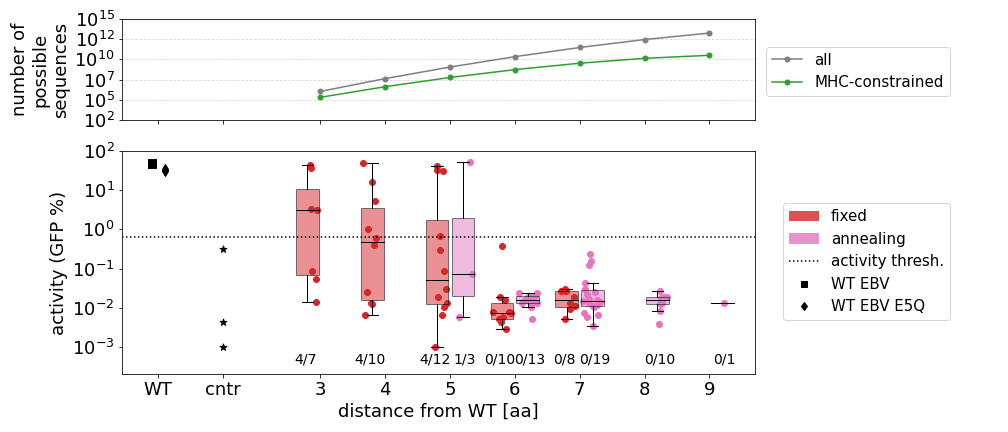 number of
possible
sequences
10^15
10^12
10^10
10^7
10^5
10^2
all
MHC-constrained
activity (GFP %)
10^2
10^1
10^0
10^−1
10^−2
10^−3
4/7 4/10 4/12 1/3 0/10 0/13 0/8 0/19 0/10 0/1
WT cntr 3 4 5 6 7 8 9
distance from WT [aa]
fixed
annealing
activity thresh.
WT EBV
WT EBV E5Q